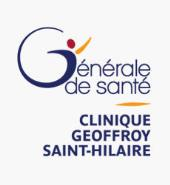 Générale
de santé
CLINIQUE
GEOFFROY
SAINT-HILAIRE